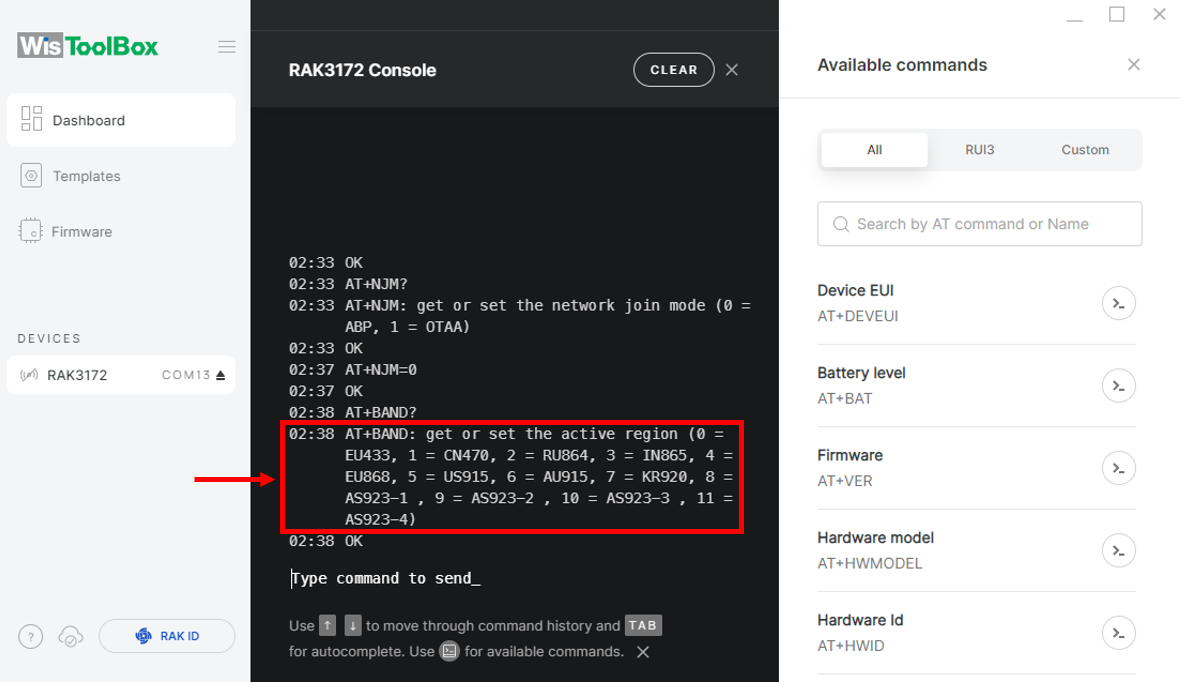 WisToolBox
Dashboard
Templates
Firmware
DEVICES
RAK3172 COM13
?
RAK ID
RAK3172 Console
CLEAR
02:33 OK
02:33 AT+NJM?
02:33 AT+NJM: get or set the network join mode (0 =
ABP, 1 = OTAA)
02:33 OK
02:37 AT+NJM=0
02:37 OK
02:38 AT+BAND?
02:38 AT+BAND: get or set the active region (0 =
EU433, 1 = CN470, 2 = RU864, 3 = IN865, 4 =
EU868, 5 = US915, 6 = AU915, 7 = KR920, 8 =
AS923-1 , 9 = AS923-2 , 10 = AS923-3 , 11 =
AS923-4)
02:38 OK
Type command to send_
Use ↑ ↓ to move through command history and TAB
for autocomplete. Use for available commands.
Available commands
All RUI3 Custom
Search by AT command or Name
Device EUI
AT+DEVEUI
Battery level
AT+BAT
Firmware
AT+VER
Hardware model
AT+HWMODEL
Hardware Id
AT+HWID